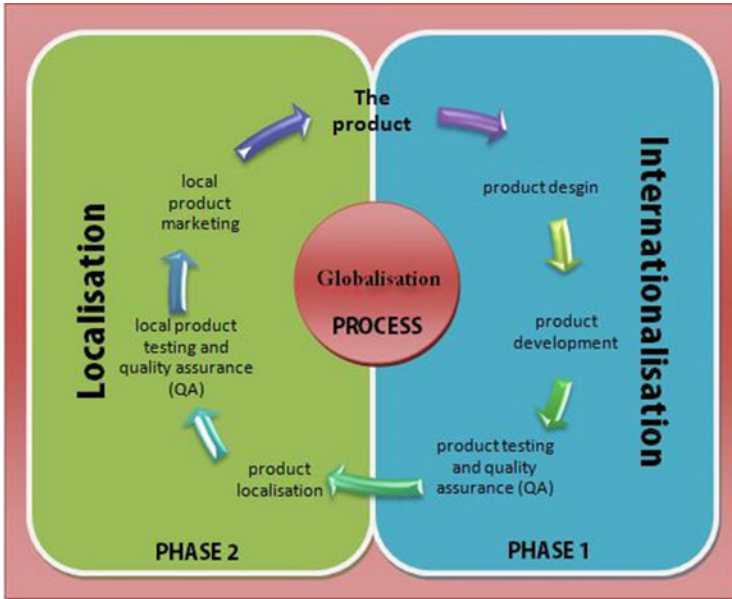 The
product
product desgin
product
development
product testing
and quality
assurance (QA)
product
localisation
local product
testing and
quality assurance
(QA)
local
product
marketing
Globalisation
PROCESS
Localisation
Internationalisation
PHASE 2
PHASE 1